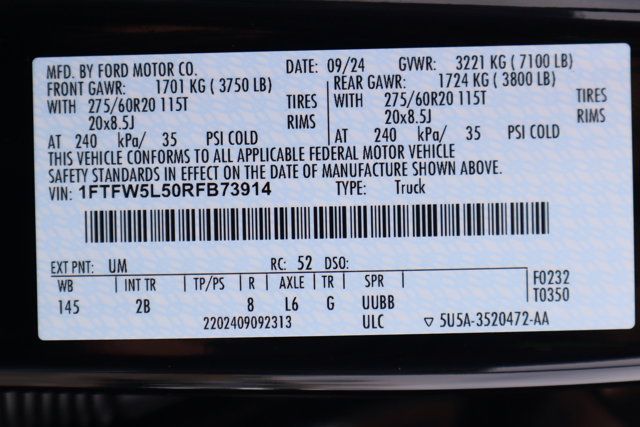 MFD. BY FORD MOTOR CO. DATE: 09/24 GVWR: 3221 KG ( 7100 LB)
FRONT GAWR: 1701 KG ( 3750 LB) REAR GAWR: 1724 KG ( 3800 LB)
WITH 275/60R20 115T TIRES WITH 275/60R20 115T TIRES
20x8.5J RIMS 20x8.5J RIMS
AT 240 kPa/ 35 PSI COLD AT 240 kPa/ 35 PSI COLD
THIS VEHICLE CONFORMS TO ALL APPLICABLE FEDERAL MOTOR VEHICLE
SAFETY STANDARDS IN EFFECT ON THE DATE OF MANUFACTURE SHOWN ABOVE.
VIN: 1FTFW5L50RFB73914 TYPE: Truck
EXT PNT: UM RC: 52 DSO: F0232
WB INT TR TP/PS R AXLE TR SPR T0350
145 2B 8 L6 G UUBB
2202409092313 ULC ▽ 5U5A-3520472-AA